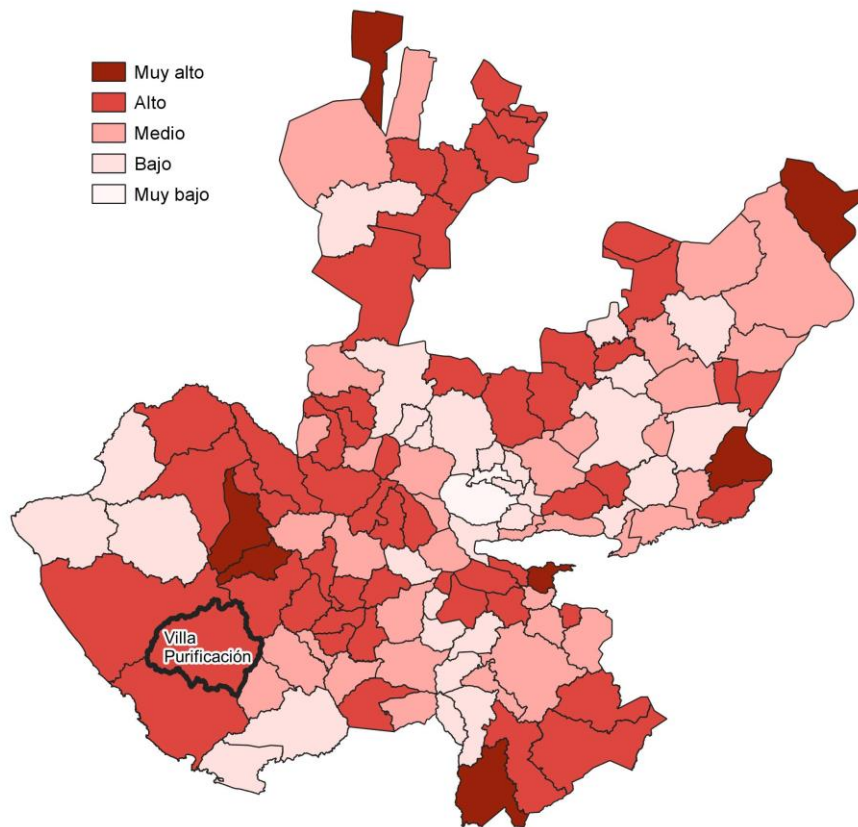 Muy alto
Alto
Medio
Bajo
Muy bajo
Villa
Purificación